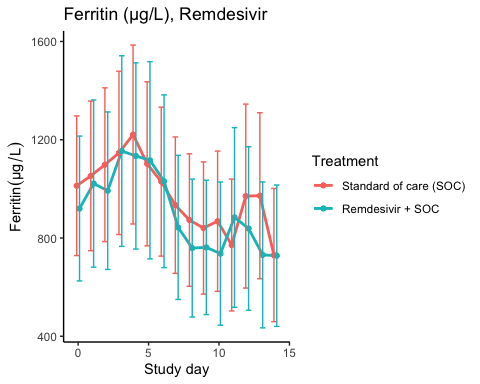 Ferritin (µg/L), Remdesivir
Ferritin(µg/L)
1600
1200
800
400
0
5
10
15
Study day
Treatment
Standard of care (SOC)
Remdesivir + SOC